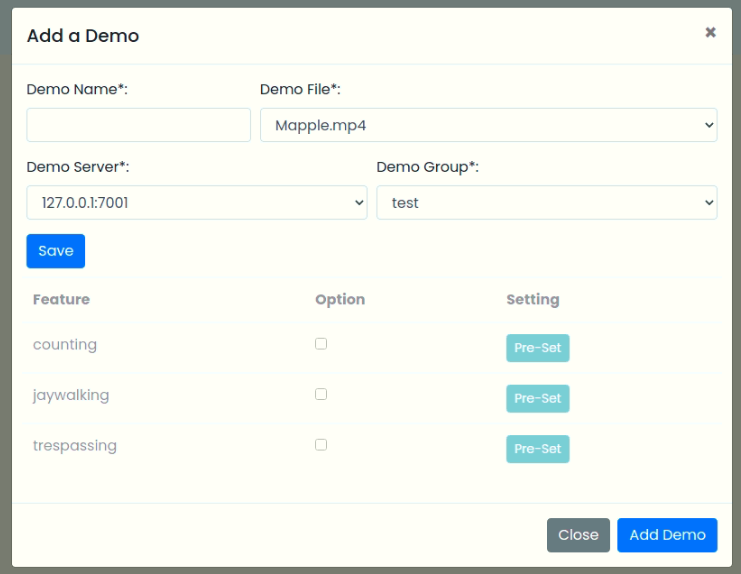 Add a Demo ×
Demo Name*: Demo File*:
Mapple.mp4
Demo Server*: Demo Group*:
127.0.0.1:7001 test
Save
Feature Option Setting
counting Pre-Set
jaywalking Pre-Set
trespassing Pre-Set
Close Add Demo